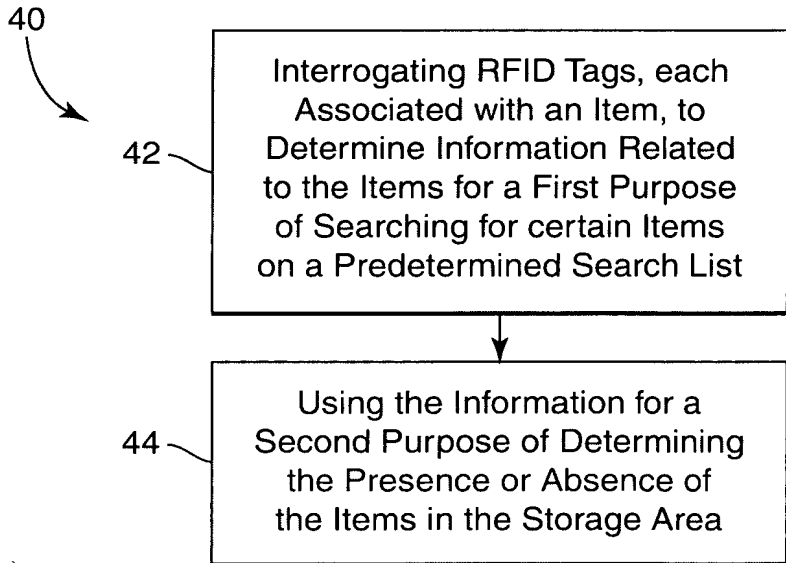 40
42
Interrogating RFID Tags, each
Associated with an Item, to
Determine Information Related
to the Items for a First Purpose
of Searching for certain Items
on a Predetermined Search List
44
Using the Information for a
Second Purpose of Determining
the Presence or Absence of
the Items in the Storage Area